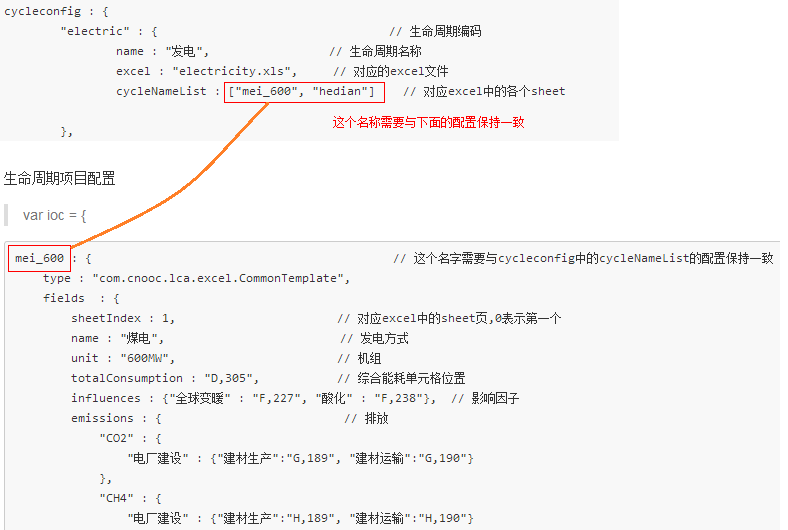 cycleconfig : {
"electric" : { // 生命周期编码
name : "发电", // 生命周期名称
excel : "electricity.xls", // 对应的excel文件
cycleNameList : ["mei_600", "hedian"] // 对应excel中的各个sheet
这个名称需要与下面的配置保持一致
},
生命周期项目配置
var ioc = {
mei_600 : { // 这个名字需要与cycleconfig中的cycleNameList的配置保持一致
type : "com.cnooc.lca.excel.CommonTemplate",
fields : {
sheetIndex : 1, // 对应excel中的sheet页,0表示第一个
name : "煤电", // 发电方式
unit : "600MW", // 机组
totalConsumption : "D,305", // 综合能耗单元格位置
influences : {"全球变暖" : "F,227", "酸化" : "F,238"}, // 影响因子
emissions : { // 排放
"CO2" : {
"电厂建设" : {"建材生产":"G,189", "建材运输":"G,190"}
},
"CH4" : {
"电厂建设" : {"建材生产":"H,189", "建材运输":"H,190"}